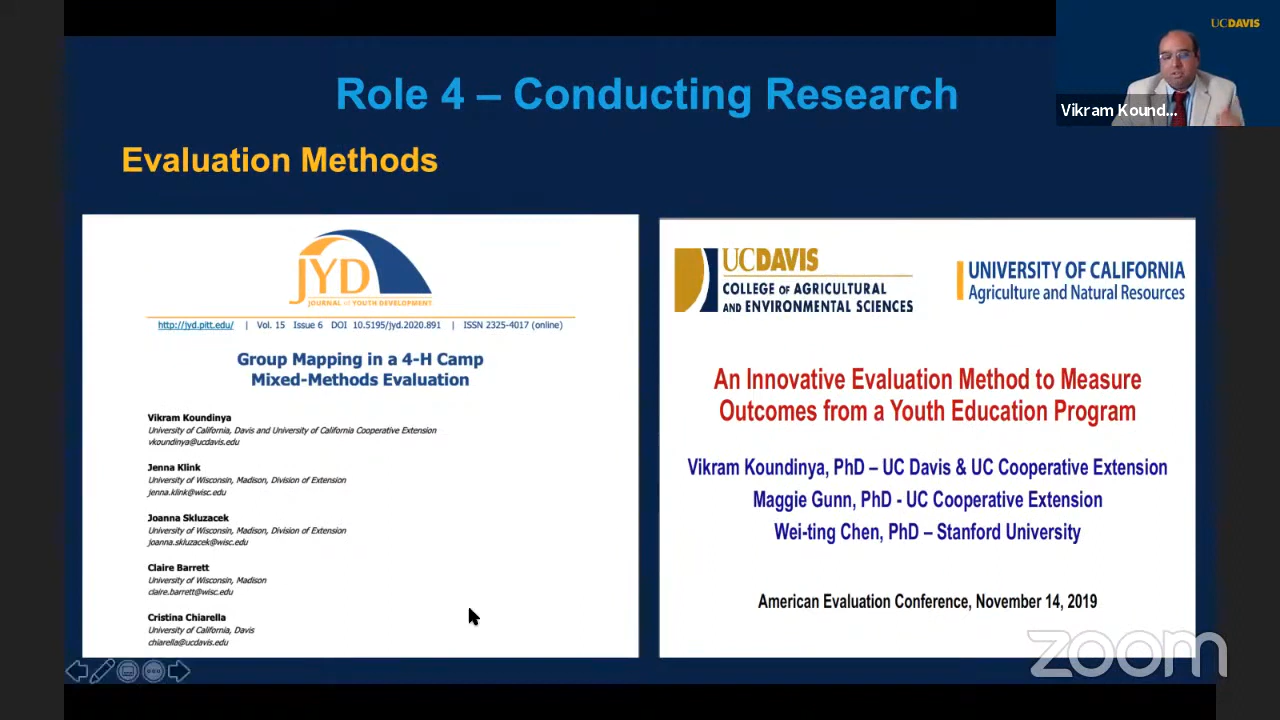 Role 4 – Conducting Research
UCDAVIS
Vikram Kound...
Evaluation Methods
JYD
JOURNAL of YOUTH DEVELOPMENT
http://jyd.pitt.edu/ | Vol. 15 Issue 6 DOI 10.5195/jyd.2020.891 | ISSN 2325-4017 (online)
Group Mapping in a 4-H Camp
Mixed-Methods Evaluation
Vikram Koundinya
University of California, Davis and University of California Cooperative Extension
vkoundinya@ucdavis.edu
Jenna Klink
University of Wisconsin, Madison, Division of Extension
jenna.klink@wisc.edu
Joanna Skluzacek
University of Wisconsin, Madison, Division of Extension
joanna.skluzacek@wisc.edu
Claire Barrett
University of Wisconsin, Madison
claire.barrett@wisc.edu
Cristina Chiarella
University of California, Davis
chiarella@ucdavis.edu
UCDAVIS
COLLEGE OF AGRICULTURAL
AND ENVIRONMENTAL SCIENCES
UNIVERSITY OF CALIFORNIA
Agriculture and Natural Resources
An Innovative Evaluation Method to Measure
Outcomes from a Youth Education Program
Vikram Koundinya, PhD – UC Davis & UC Cooperative Extension
Maggie Gunn, PhD - UC Cooperative Extension
Wei-ting Chen, PhD – Stanford University
American Evaluation Conference, November 14, 2019
zoom